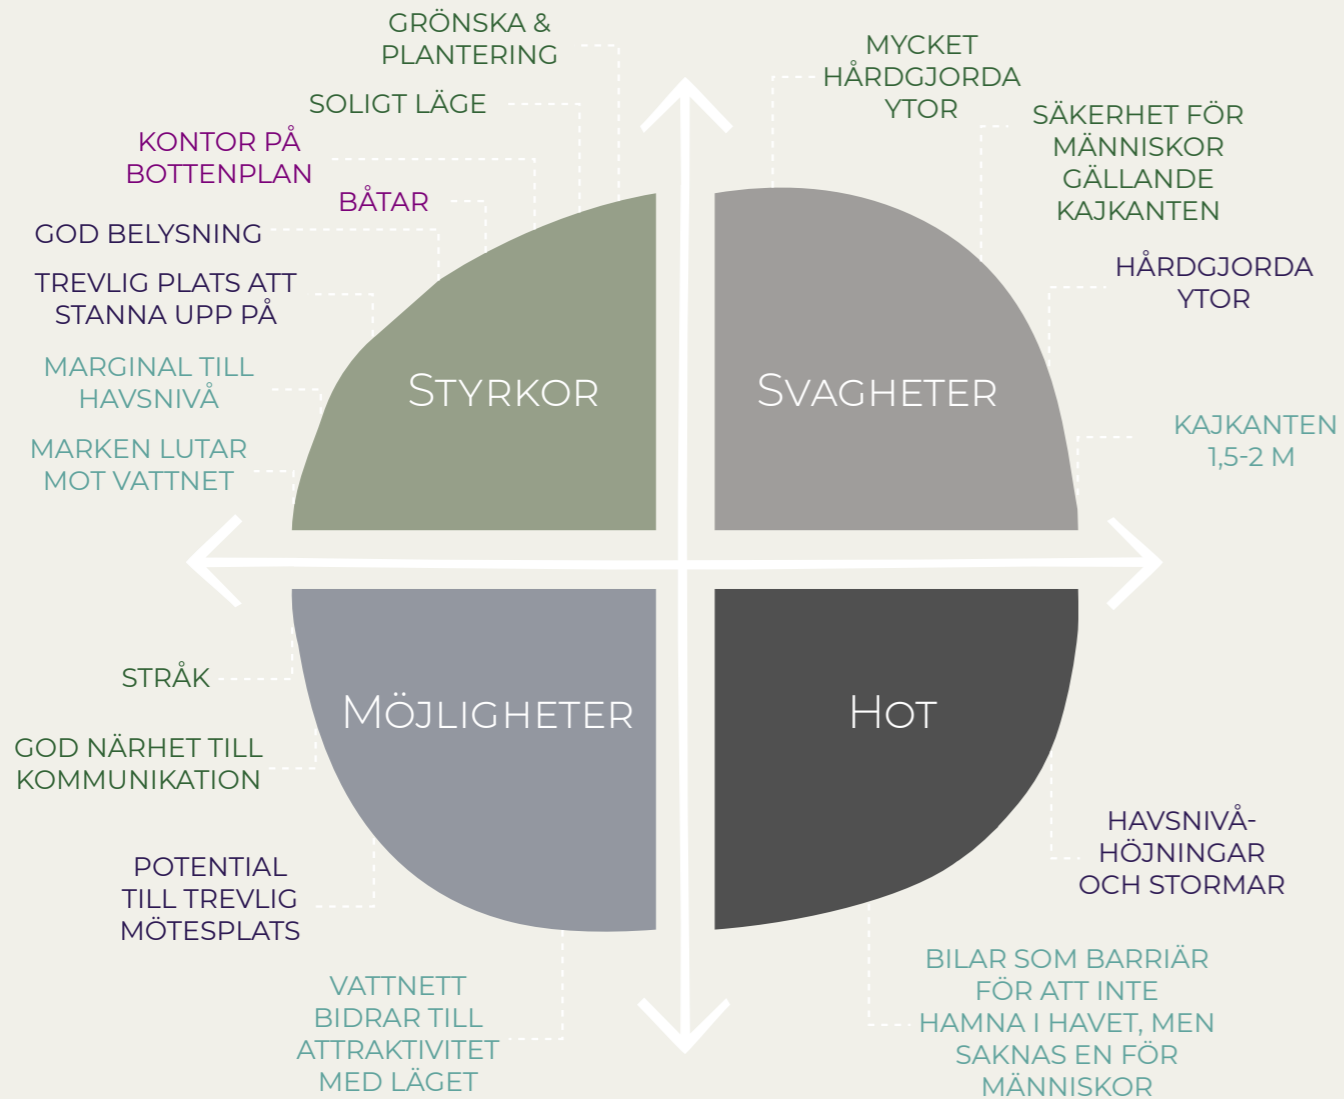 GRÖNSKA &
PLANTERING
SOLIGT LÄGE
KONTOR PÅ
BOTTENPLAN
BÅTAR
GOD BELYSNING
TREVLIG PLATS ATT
STANNA UPP PÅ
MARGINAL TILL
HAVSNIVÅ
MARKEN LUTAR
MOT VATTNET
STYRKOR
MYCKET
HÅRDGJORDA
YTOR
SÄKERHET FÖR
MÄNNISKOR
GÄLLANDE
KAJKANTEN
HÅRDGJORDA
YTOR
KAJKANTEN
1,5-2 M
SVAGHETER
STRÅK
GOD NÄRHET TILL
KOMMUNIKATION
POTENTIAL
TILL TREVLIG
MÖTESPLATS
VATTNETT
BIDRAR TILL
ATTRAKTIVITET
MED LÄGET
MÖJLIGHETER
HOT
HAVSNIVÅ-
HÖJNINGAR
OCH STORMAR
BILAR SOM BARRIÄR
FÖR ATT INTE
HAMNA I HAVET, MEN
SAKNAS EN FÖR
MÄNNISKOR